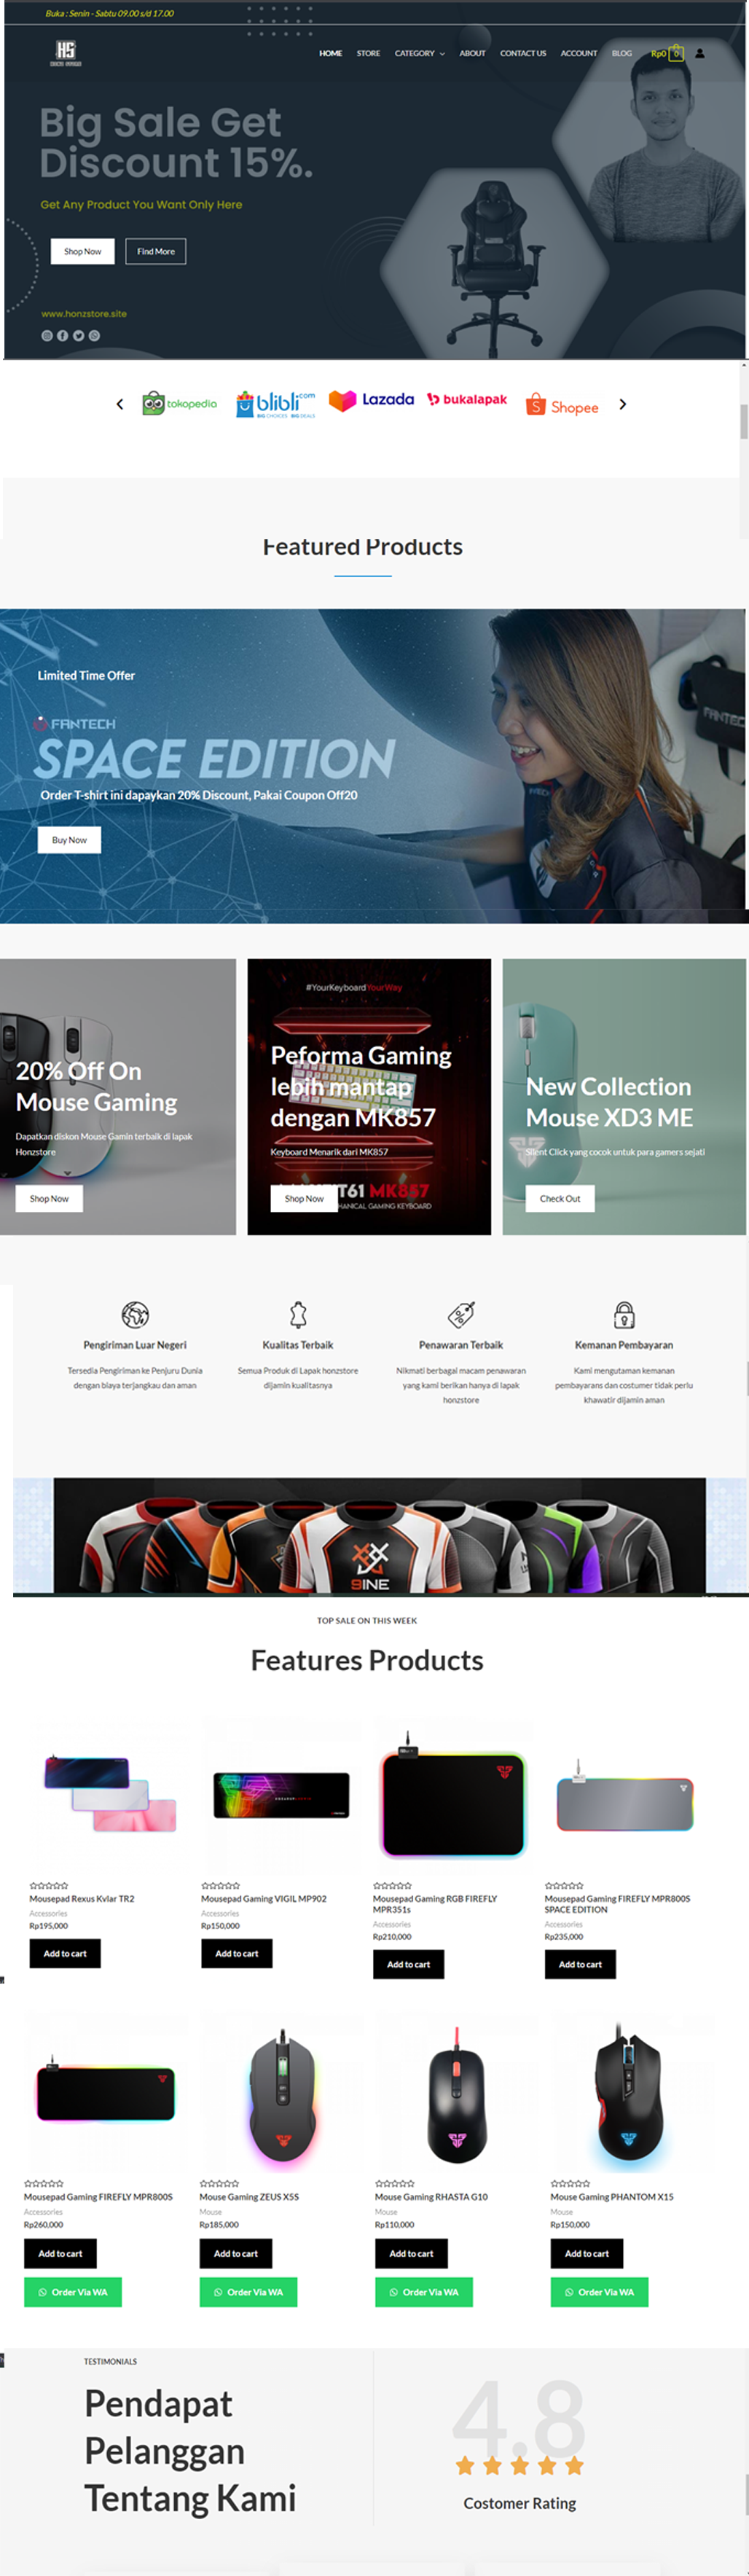 Buka : Senin - Sabtu 09.00 s/d 17.00
HS
HOME STORE CATEGORY ABOUT CONTACT US ACCOUNT BLOG Rp0 0
Big Sale Get
Discount 15%.
Get Any Product You Want Only Here
Shop Now Find More
www.honzstore.site
tokopedia blibli.com Lazada bukalapak Shopee
BIG CHOICES BIG DEALS
Featured Products
Limited Time Offer
FANTECH
FANTECH
SPACE EDITION
Order T-shirt ini dapaykan 20% Discount, Pakai Coupon Off20
Buy Now
20% Off On
Mouse Gaming
Dapatkan diskon Mouse Gamin terbaik di lapak
Honzstore
Shop Now
#YourKeyboardYourWay
Peforma Gaming
lebih mantap
dengan MK857
Keyboard Menarik dari MK857
Shop Now
T61 MK857
HANICAL GAMING KEYBOARD
New Collection
Mouse XD3 ME
Silent Click yang cocok untuk para gamers sejati
Check Out
Pengiriman Luar Negeri
Tersedia Pengiriman ke Penjuru Dunia
dengan biaya terjangkau dan aman
Kualitas Terbaik
Semua Produk di Lapak honzstore
dijamin kualitasnya
Penawaran Terbaik
Nikmati berbagai macam penawaran
yang kami berikan hanya di lapak
honzstore
Kemanan Pembayaran
Kami mengutaman kemanan
pembayarans dan costumer tidak perlu
khawatir dijamin aman
9INE
TOP SALE ON THIS WEEK
Features Products
Mousepad Rexus Kvlar TR2
Accessories
Rp195,000
Add to cart
Mousepad Gaming VIGIL MP902
Accessories
Rp150,000
Add to cart
Mousepad Gaming RGB FIREFLY
MPR351s
Accessories
Rp210,000
Add to cart
Mousepad Gaming FIREFLY MPR800S
SPACE EDITION
Accessories
Rp235,000
Add to cart
Mousepad Gaming FIREFLY MPR800S
Accessories
Rp260,000
Add to cart
Order Via WA
Mouse Gaming ZEUS X5S
Mouse
Rp185,000
Add to cart
Order Via WA
Mouse Gaming RHASTA G10
Mouse
Rp110,000
Add to cart
Order Via WA
Mouse Gaming PHANTOM X15
Mouse
Rp150,000
Add to cart
Order Via WA
TESTIMONIALS
Pendapat
Pelanggan
Tentang Kami
4.8
Costomer Rating